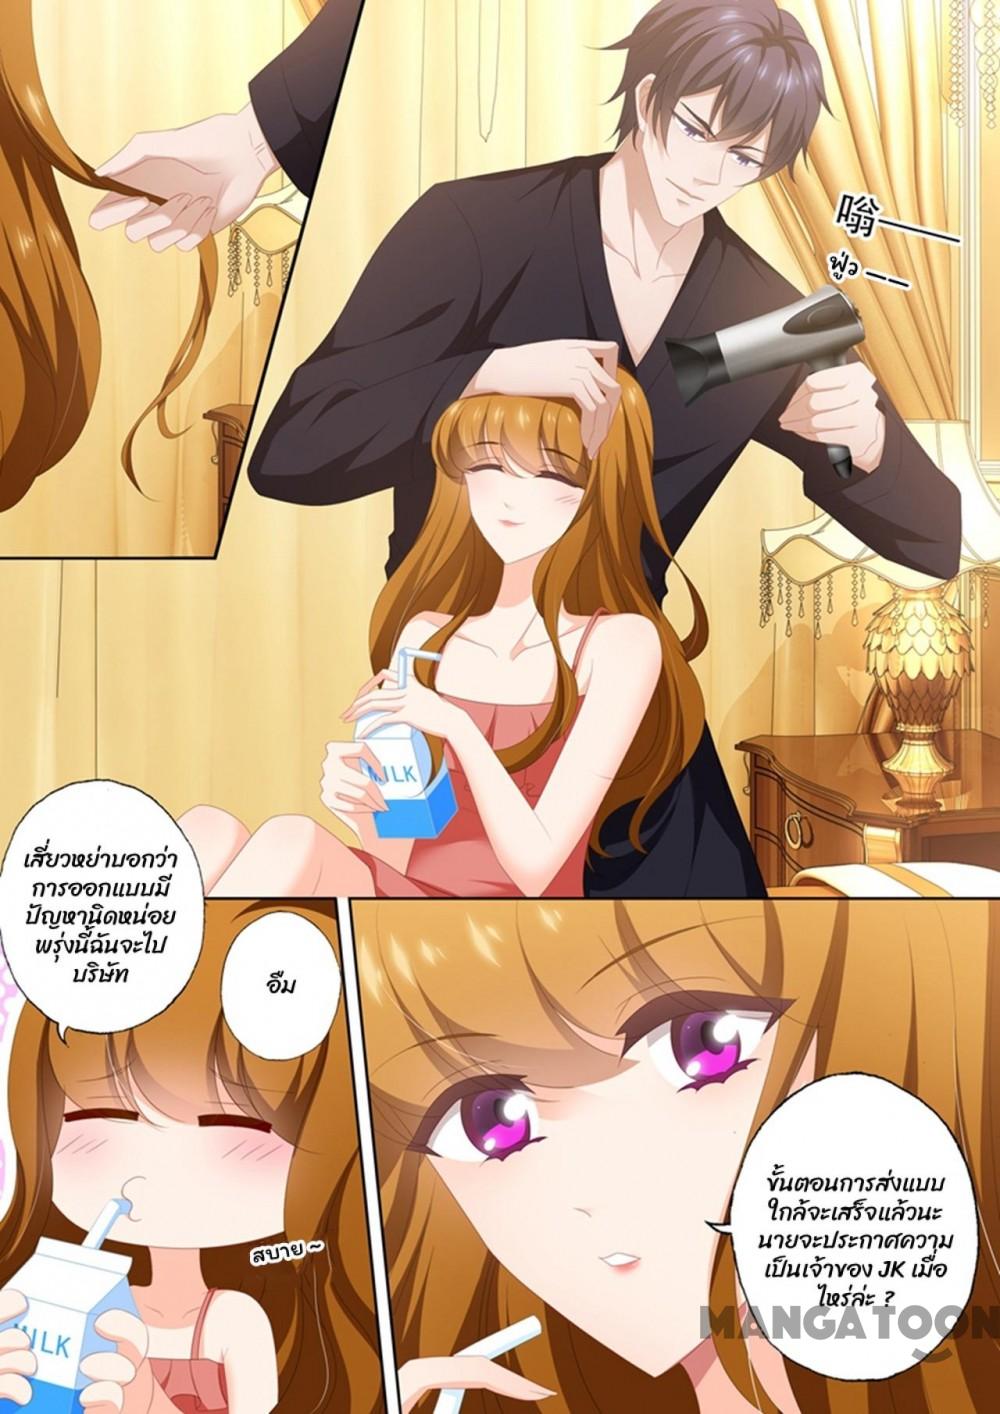 嗡——
ฟู่ว ——
MILK
เสี่ยวหย่าบอกว่า
การออกแบบมี
ปัญหานิดหน่อย
พรุ่งนี้ฉันจะไป
บริษัท
อืม
สบาย ~
MILK
ขั้นตอนการส่งแบบ
ใกล้จะเสร็จแล้วนะ
นายจะประกาศความ
เป็นเจ้าของ JK เมื่อ
ไหร่ล่ะ ?
MANGATOON